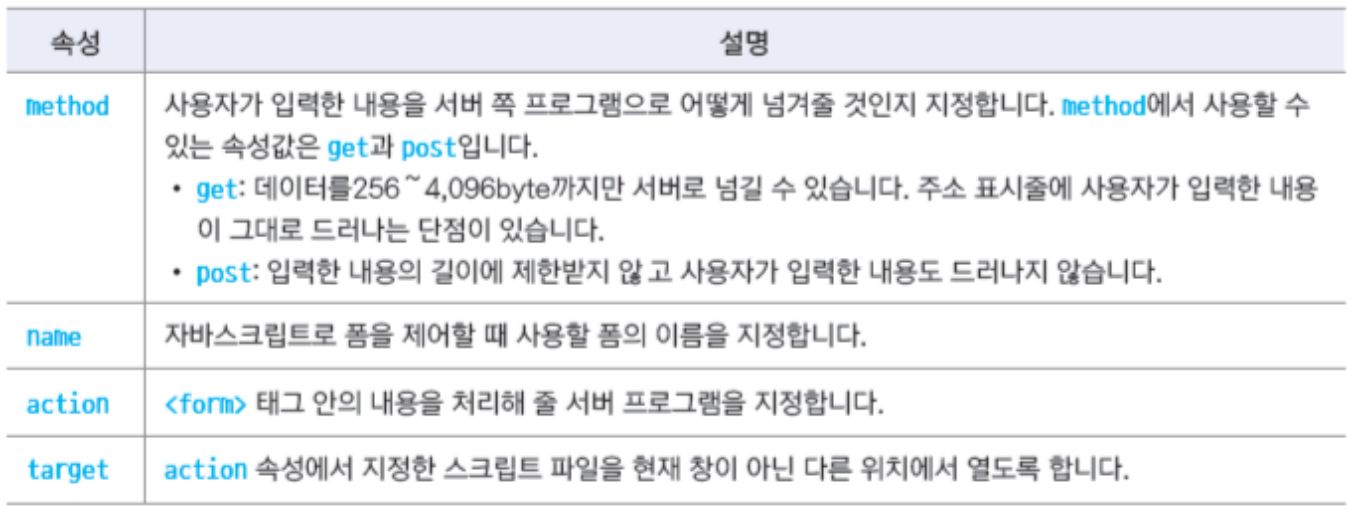 속성 설명
method 사용자가 입력한 내용을 서버 쪽 프로그램으로 어떻게 넘겨줄 것인지 지정합니다. method에서 사용할 수
있는 속성값은 get과 post입니다.
• get: 데이터를256~4,096byte까지만 서버로 넘길 수 있습니다. 주소 표시줄에 사용자가 입력한 내용
이 그대로 드러나는 단점이 있습니다.
• post: 입력한 내용의 길이에 제한받지 않 고 사용자가 입력한 내용도 드러나지 않습니다.
name 자바스크립트로 폼을 제어할 때 사용할 폼의 이름을 지정합니다.
action <form> 태그 안의 내용을 처리해 줄 서버 프로그램을 지정합니다.
target action 속성에서 지정한 스크립트 파일을 현재 창이 아닌 다른 위치에서 열도록 합니다.